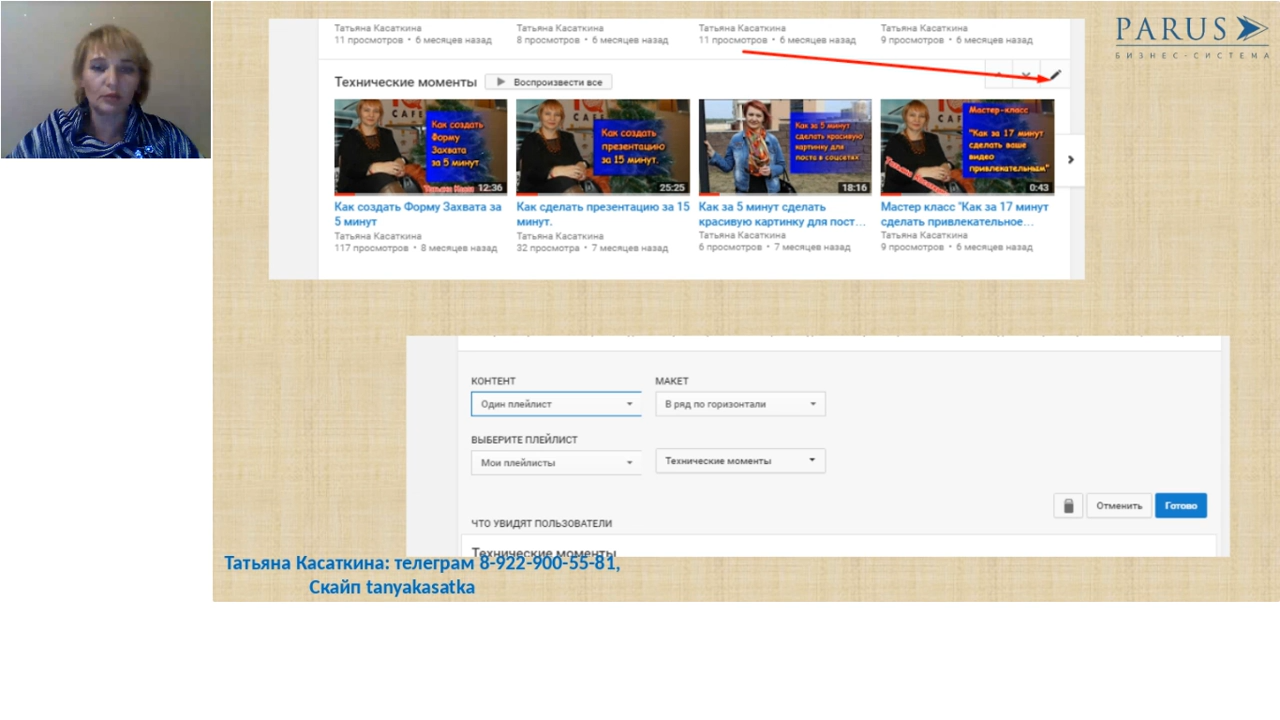 PARUS
БИЗНЕС-СИСТЕМА
Татьяна Касаткина Татьяна Касаткина Татьяна Касаткина Татьяна Касаткина
11 просмотров • 6 месяцев назад 8 просмотров • 6 месяцев назад 11 просмотров • 6 месяцев назад 9 просмотров • 6 месяцев назад
Технические моменты Воспроизвести все
CAFE
Как создать
Форму
Захвата
за 5 минут
12:36
CAFE
Как создать
презентацию
за 15 минут.
25:25
Как за 5 минут
сделать красивую
картинку для
поста в соцсетях
18:16
CAFE
Мастер-класс
"Как за 17 минут
сделать ваше
видео
привлекательным"
0:43
Как создать Форму Захвата за
5 минут
Татьяна Касаткина
117 просмотров • 8 месяцев назад
Как сделать презентацию за 15
минут.
Татьяна Касаткина
32 просмотра • 7 месяцев назад
Как за 5 минут сделать
красивую картинку для пост…
Татьяна Касаткина
6 просмотров • 7 месяцев назад
Мастер класс "Как за 17 минут
сделать привлекательное…
Татьяна Касаткина
9 просмотров • 6 месяцев назад
КОНТЕНТ МАКЕТ
Один плейлист В ряд по горизонтали
ВЫБЕРИТЕ ПЛЕЙЛИСТ
Мои плейлисты Технические моменты
Отменить Готово
ЧТО УВИДЯТ ПОЛЬЗОВАТЕЛИ
Технические моменты
Татьяна Касаткина: телеграм 8-922-900-55-81,
Скайп tanyakasatka